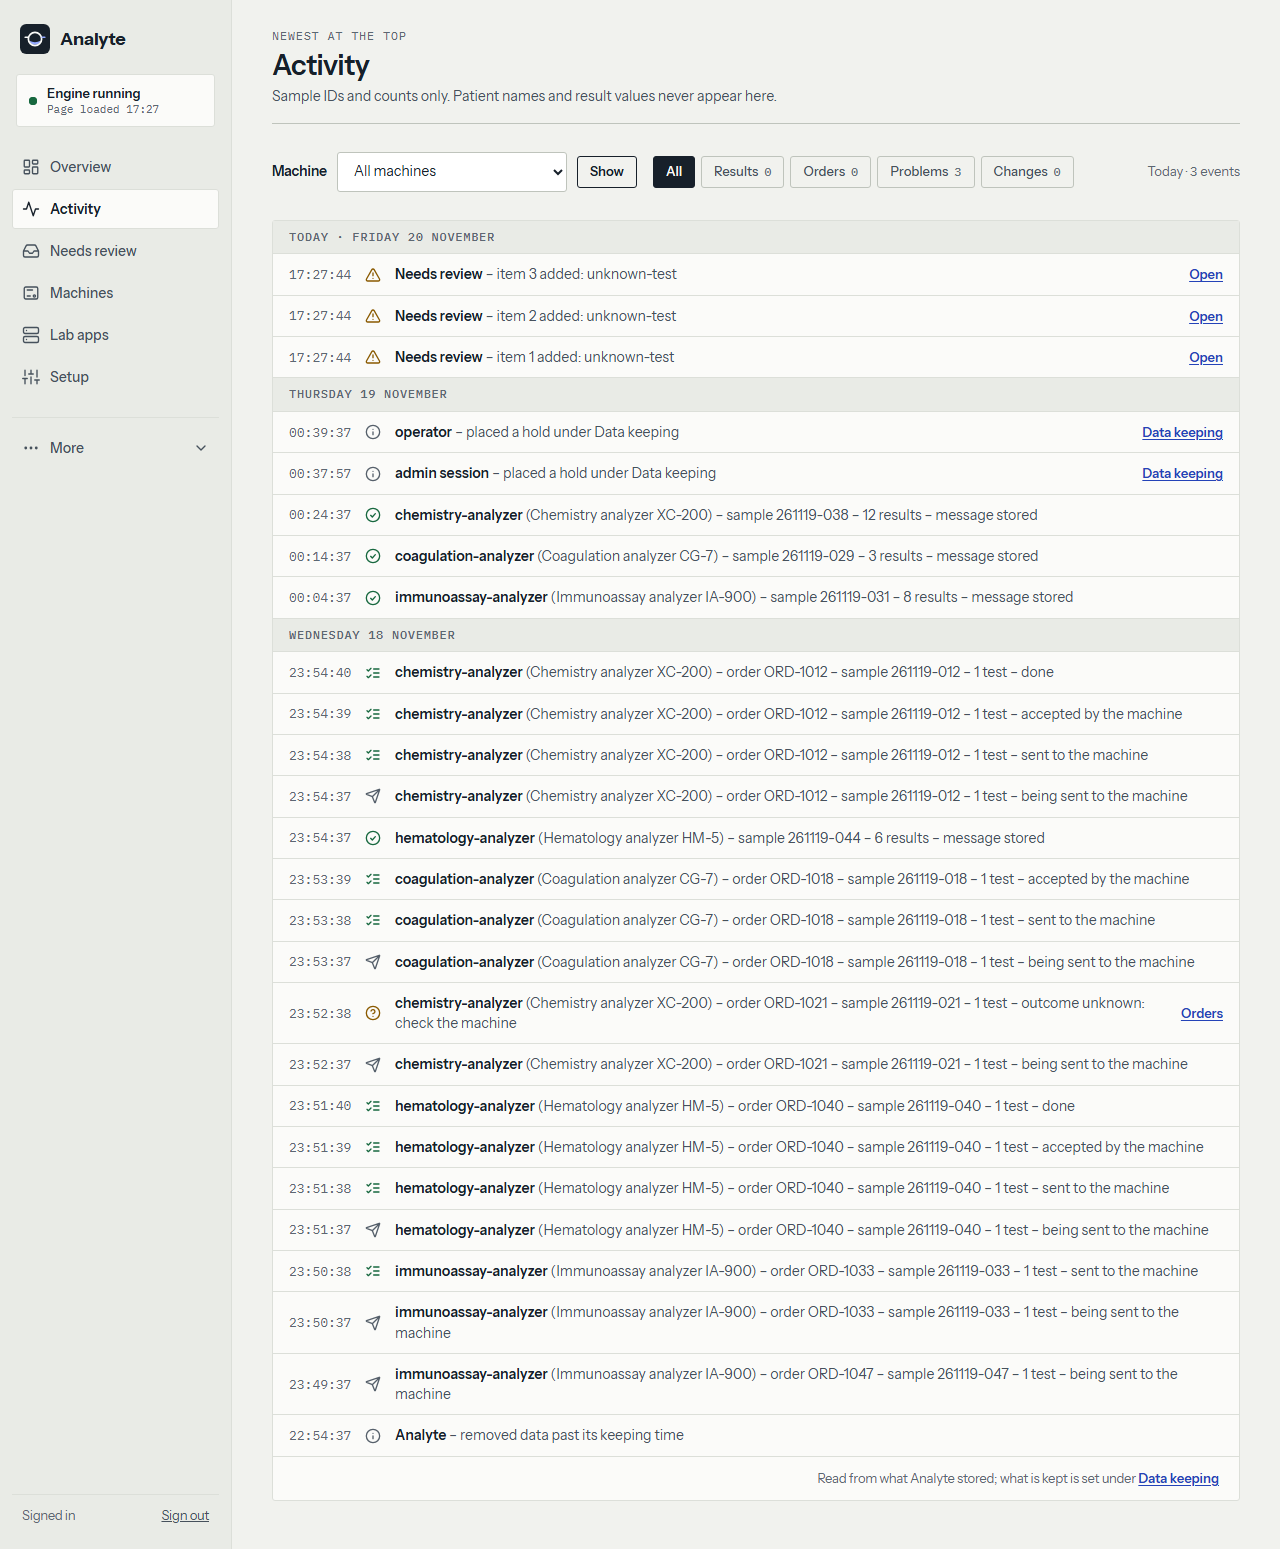 Analyte
Engine running
Page loaded 17:27
Overview
Activity
Needs review
Machines
Lab apps
Setup
More
Signed in
Sign out
NEWEST AT THE TOP
Activity
Sample IDs and counts only. Patient names and result values never appear here.
Machine All machines Show All Results 0 Orders 0 Problems 3 Changes 0 Today · 3 events
TODAY · FRIDAY 20 NOVEMBER
17:27:44 Needs review – item 3 added: unknown-test Open
17:27:44 Needs review – item 2 added: unknown-test Open
17:27:44 Needs review – item 1 added: unknown-test Open
THURSDAY 19 NOVEMBER
00:39:37 operator – placed a hold under Data keeping Data keeping
00:37:57 admin session – placed a hold under Data keeping Data keeping
00:24:37 chemistry-analyzer (Chemistry analyzer XC-200) – sample 261119-038 – 12 results – message stored
00:14:37 coagulation-analyzer (Coagulation analyzer CG-7) – sample 261119-029 – 3 results – message stored
00:04:37 immunoassay-analyzer (Immunoassay analyzer IA-900) – sample 261119-031 – 8 results – message stored
WEDNESDAY 18 NOVEMBER
23:54:40 chemistry-analyzer (Chemistry analyzer XC-200) – order ORD-1012 – sample 261119-012 – 1 test – done
23:54:39 chemistry-analyzer (Chemistry analyzer XC-200) – order ORD-1012 – sample 261119-012 – 1 test – accepted by the machine
23:54:38 chemistry-analyzer (Chemistry analyzer XC-200) – order ORD-1012 – sample 261119-012 – 1 test – sent to the machine
23:54:37 chemistry-analyzer (Chemistry analyzer XC-200) – order ORD-1012 – sample 261119-012 – 1 test – being sent to the machine
23:54:37 hematology-analyzer (Hematology analyzer HM-5) – sample 261119-044 – 6 results – message stored
23:53:39 coagulation-analyzer (Coagulation analyzer CG-7) – order ORD-1018 – sample 261119-018 – 1 test – accepted by the machine
23:53:38 coagulation-analyzer (Coagulation analyzer CG-7) – order ORD-1018 – sample 261119-018 – 1 test – sent to the machine
23:53:37 coagulation-analyzer (Coagulation analyzer CG-7) – order ORD-1018 – sample 261119-018 – 1 test – being sent to the machine
23:52:38 chemistry-analyzer (Chemistry analyzer XC-200) – order ORD-1021 – sample 261119-021 – 1 test – outcome unknown:
check the machine Orders
23:52:37 chemistry-analyzer (Chemistry analyzer XC-200) – order ORD-1021 – sample 261119-021 – 1 test – being sent to the machine
23:51:40 hematology-analyzer (Hematology analyzer HM-5) – order ORD-1040 – sample 261119-040 – 1 test – done
23:51:39 hematology-analyzer (Hematology analyzer HM-5) – order ORD-1040 – sample 261119-040 – 1 test – accepted by the machine
23:51:38 hematology-analyzer (Hematology analyzer HM-5) – order ORD-1040 – sample 261119-040 – 1 test – sent to the machine
23:51:37 hematology-analyzer (Hematology analyzer HM-5) – order ORD-1040 – sample 261119-040 – 1 test – being sent to the machine
23:50:38 immunoassay-analyzer (Immunoassay analyzer IA-900) – order ORD-1033 – sample 261119-033 – 1 test – sent to the machine
23:50:37 immunoassay-analyzer (Immunoassay analyzer IA-900) – order ORD-1033 – sample 261119-033 – 1 test – being sent to the
machine
23:49:37 immunoassay-analyzer (Immunoassay analyzer IA-900) – order ORD-1047 – sample 261119-047 – 1 test – being sent to the
machine
22:54:37 Analyte – removed data past its keeping time
Read from what Analyte stored; what is kept is set under Data keeping